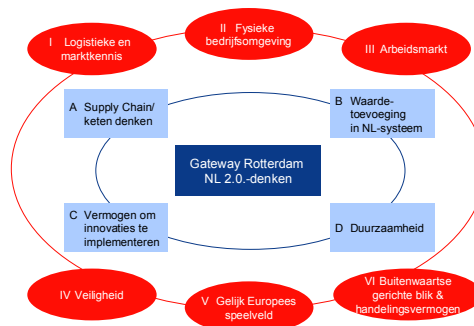 I Logistieke en
marktkennis
II Fysieke
bedrijfsomgeving
III Arbeidsmarkt
A Supply Chain/
keten denken
B Waarde-
toevoeging
in NL-systeem
Gateway Rotterdam
NL 2.0.-denken
C Vermogen om
innovaties te
implementeren
D Duurzaamheid
IV Veiligheid
V Gelijk Europees
speelveld
VI Buitenwaartse
gerichte blik &
handelingsvermogen